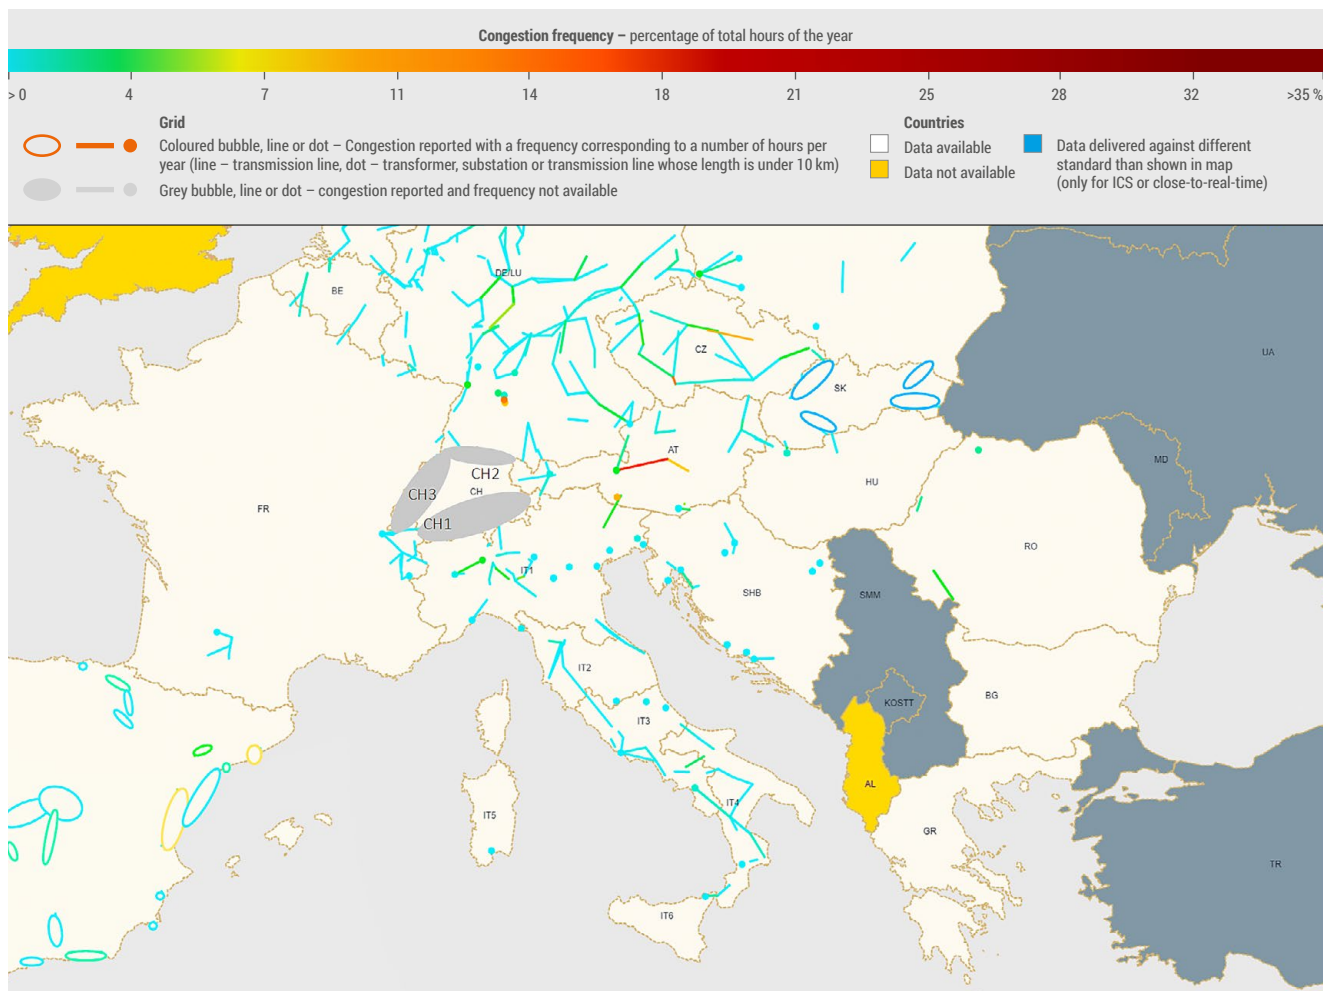 Congestion frequency – percentage of total hours of the year
> 0 4 7 11 14 18 21 25 28 32 >35 %
Grid
Coloured bubble, line or dot – Congestion reported with a frequency corresponding to a number of hours per
year (line – transmission line, dot – transformer, substation or transmission line whose length is under 10 km)
Grey bubble, line or dot – congestion reported and frequency not available
Countries
Data available
Data not available
Data delivered against different
standard than shown in map
(only for ICS or close-to-real-time)
DE/LU
BE
CZ
UA
SK
AT
MD
CH2
CH
CH3
HU
FR
CH1
RO
IT1
SHB
SMM
IT2
BG
KOSTT
IT3
AL
IT4
IT5
GR
TR
IT6